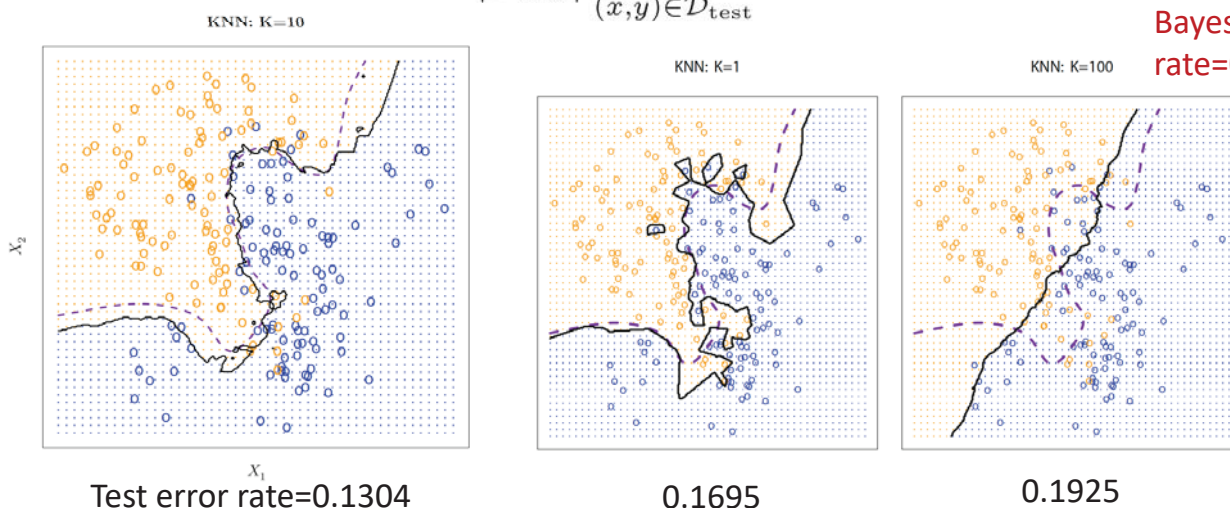 (x,y)∈𝒟test
KNN: K=10
Bayes
rate=
KNN: K=1
KNN: K=100
X₂
X₁
Test error rate=0.1304
0.1695
0.1925